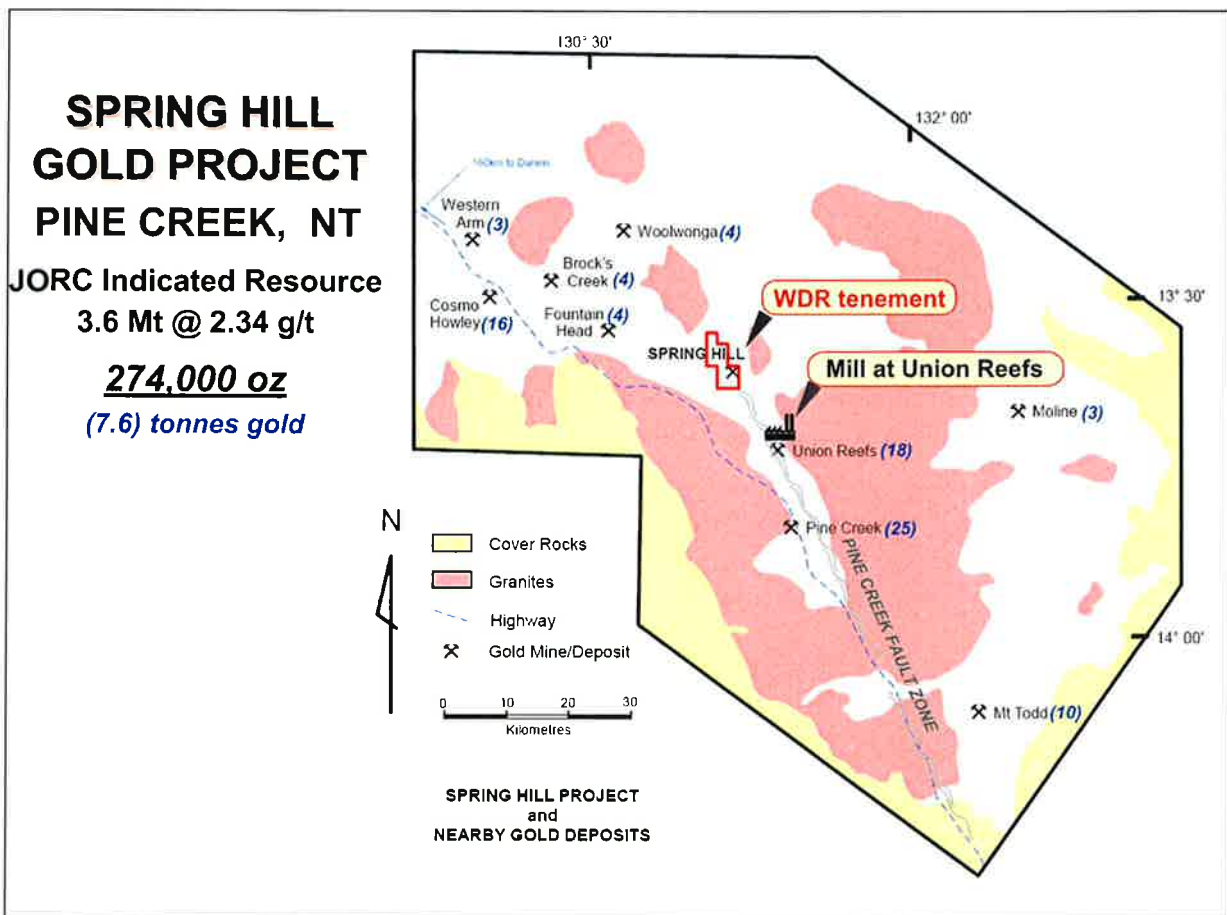 SPRING HILL
GOLD PROJECT
PINE CREEK, NT
JORC Indicated Resource
3.6 Mt @ 2.34 g/t
274,000 oz
(7.6) tonnes gold
130° 30'
132° 00'
160km to Darwin
Western
Arm (3)
Woolwonga (4)
Brock's
Creek (4)
Cosmo
Howley (16)
Fountain (4)
Head
WDR tenement
13° 30'
SPRING HILL
Mill at Union Reefs
Moline (3)
Union Reefs (18)
Pine Creek (25)
PINE CREEK FAULT ZONE
14° 00'
Mt Todd (10)
N
Cover Rocks
Granites
Highway
Gold Mine/Deposit
0 10 20 30
Kilometres
SPRING HILL PROJECT
and
NEARBY GOLD DEPOSITS